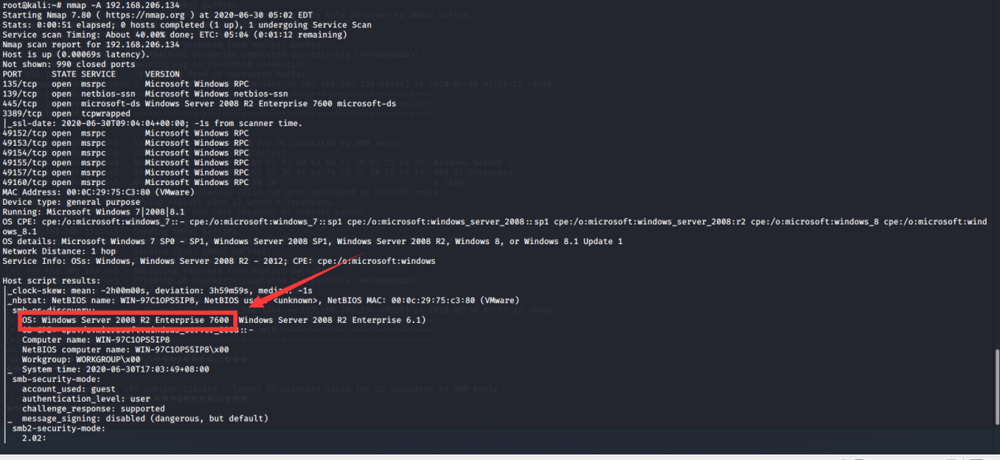 root@kali:~# nmap -A 192.168.206.134
Starting Nmap 7.80 ( https://nmap.org ) at 2020-06-30 05:02 EDT
Stats: 0:00:51 elapsed; 0 hosts completed (1 up), 1 undergoing Service Scan
Service scan Timing: About 40.00% done; ETC: 05:04 (0:01:12 remaining)
Nmap scan report for 192.168.206.134
Host is up (0.00069s latency).
Not shown: 990 closed ports
PORT      STATE SERVICE      VERSION
135/tcp   open  msrpc        Microsoft Windows RPC
139/tcp   open  netbios-ssn  Microsoft Windows netbios-ssn
445/tcp   open  microsoft-ds Windows Server 2008 R2 Enterprise 7600 microsoft-ds
3389/tcp  open  tcpwrapped
|_ssl-date: 2020-06-30T09:04:04+00:00; -1s from scanner time.
49152/tcp open  msrpc        Microsoft Windows RPC
49153/tcp open  msrpc        Microsoft Windows RPC
49154/tcp open  msrpc        Microsoft Windows RPC
49155/tcp open  msrpc        Microsoft Windows RPC
49157/tcp open  msrpc        Microsoft Windows RPC
49160/tcp open  msrpc        Microsoft Windows RPC
MAC Address: 00:0C:29:75:C3:80 (VMware)
Device type: general purpose
Running: Microsoft Windows 7|2008|8.1
OS CPE: cpe:/o:microsoft:windows_7::- cpe:/o:microsoft:windows_7::sp1 cpe:/o:microsoft:windows_server_2008::sp1 cpe:/o:microsoft:windows_server_2008:r2 cpe:/o:microsoft:windows_8 cpe:/o:microsoft:wind
ows_8.1
OS details: Microsoft Windows 7 SP0 - SP1, Windows Server 2008 SP1, Windows Server 2008 R2, Windows 8, or Windows 8.1 Update 1
Network Distance: 1 hop
Service Info: OSs: Windows, Windows Server 2008 R2 - 2012; CPE: cpe:/o:microsoft:windows
Host script results:
|_clock-skew: mean: -2h00m00s, deviation: 3h59m59s, median: -1s
|_nbstat: NetBIOS name: WIN-97C1OPS5IP8, NetBIOS user: <unknown>, NetBIOS MAC: 00:0c:29:75:c3:80 (VMware)
| smb-os-discovery:
|   OS: Windows Server 2008 R2 Enterprise 7600 (Windows Server 2008 R2 Enterprise 6.1)
|   OS CPE: cpe:/o:microsoft:windows_server_2008::-
|   Computer name: WIN-97C1OPS5IP8
|   NetBIOS computer name: WIN-97C1OPS5IP8\x00
|   Workgroup: WORKGROUP\x00
|_  System time: 2020-06-30T17:03:49+08:00
| smb-security-mode:
|   account_used: guest
|   authentication_level: user
|   challenge_response: supported
|_  message_signing: disabled (dangerous, but default)
| smb2-security-mode:
|   2.02: